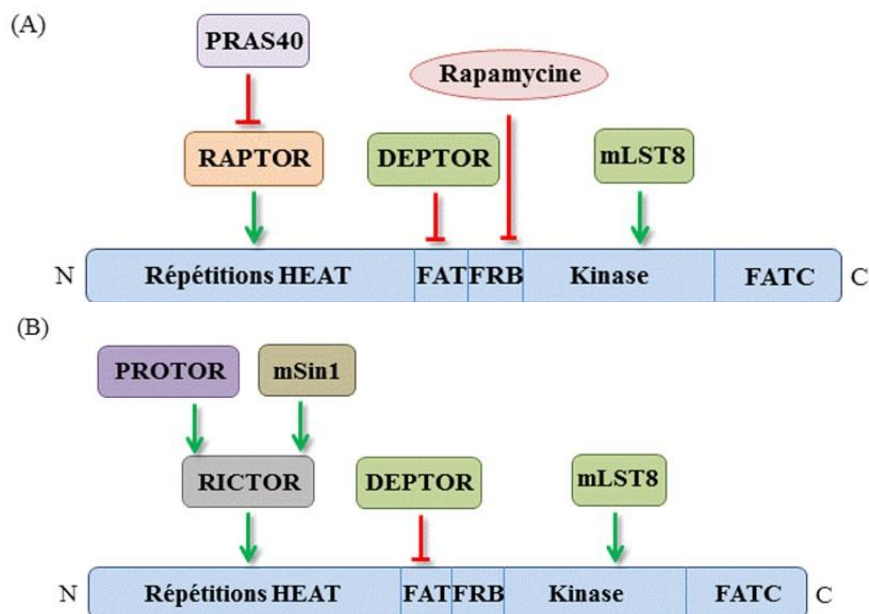 (A)
PRAS40
Rapamycine
RAPTOR
DEPTOR
mLST8
N Répétitions HEAT FAT FRB Kinase FATC C
(B)
PROTOR mSin1
RICTOR DEPTOR mLST8
N Répétitions HEAT FAT FRB Kinase FATC C